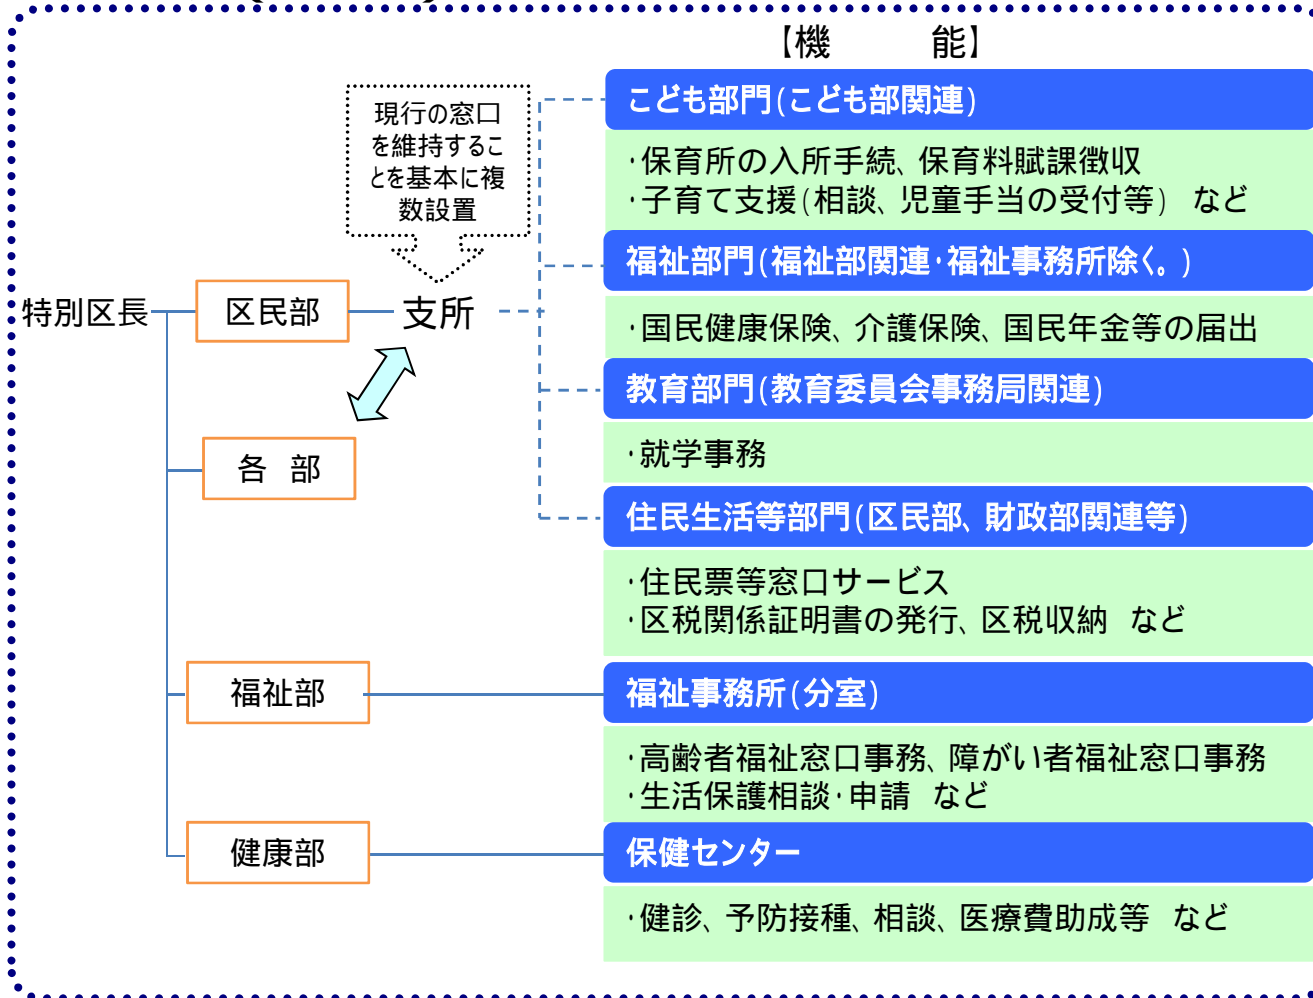 【機　　　能】
現行の窓口
を維持するこ
とを基本に複
数設置
特別区長
区民部
支所
各　部
福祉部
健康部
こども部門(こども部関連)
･保育所の入所手続、保育料賦課徴収
･子育て支援(相談、児童手当の受付等)　など
福祉部門(福祉部関連･福祉事務所除く。)
･国民健康保険、介護保険、国民年金等の届出
教育部門(教育委員会事務局関連)
･就学事務
住民生活等部門(区民部、財政部関連等)
･住民票等窓口サービス
･区税関係証明書の発行、区税収納　など
福祉事務所(分室)
･高齢者福祉窓口事務、障がい者福祉窓口事務
･生活保護相談･申請　など
保健センター
･健診、予防接種、相談、医療費助成等　など